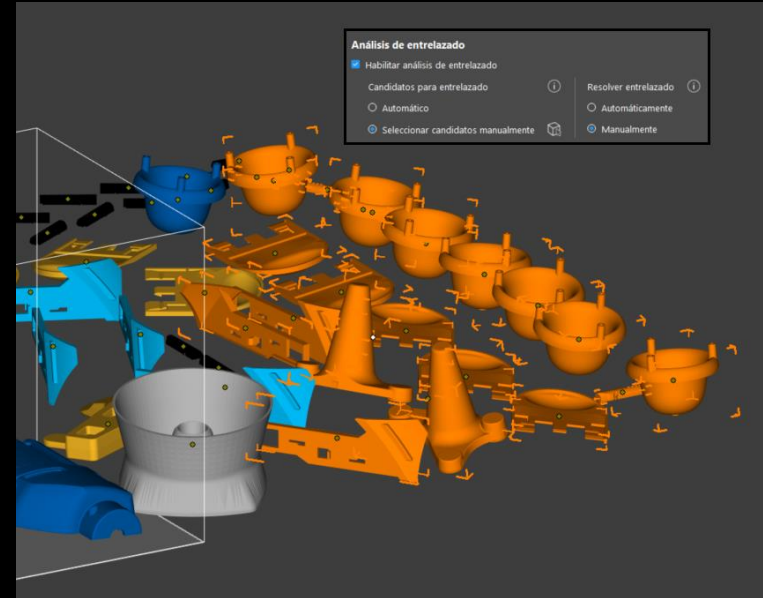 Análisis de entrelazado
Habilitar análisis de entrelazado
Candidatos para entrelazado
Automático
Seleccionar candidatos manualmente
Resolver entrelazado
Automáticamente
Manualmente